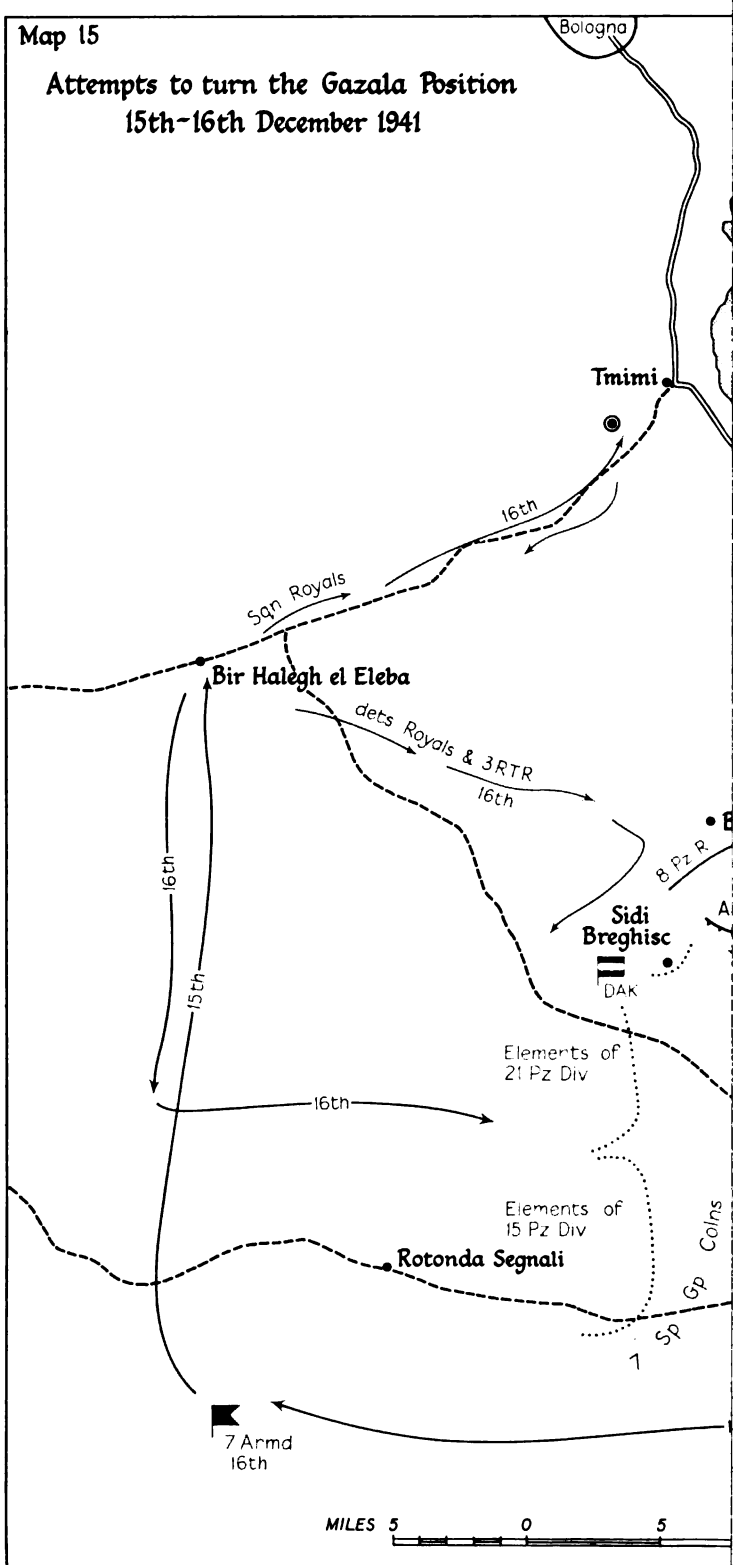 Map 15
Bologna
Attempts to turn the Gazala Position
15th-16th December 1941
Tmimi
16th
Sqn Royals
Bir Halegh el Eleba
dets Royals & 3RTR
16th
8 Pz R
16th
Sidi
Breghisc
DAK
15th
Elements of
21 Pz Div
16th
Elements of
15 Pz Div
Rotonda Segnali
7 Sp Gp Colns
7 Armd
16th
MILES 5 0 5